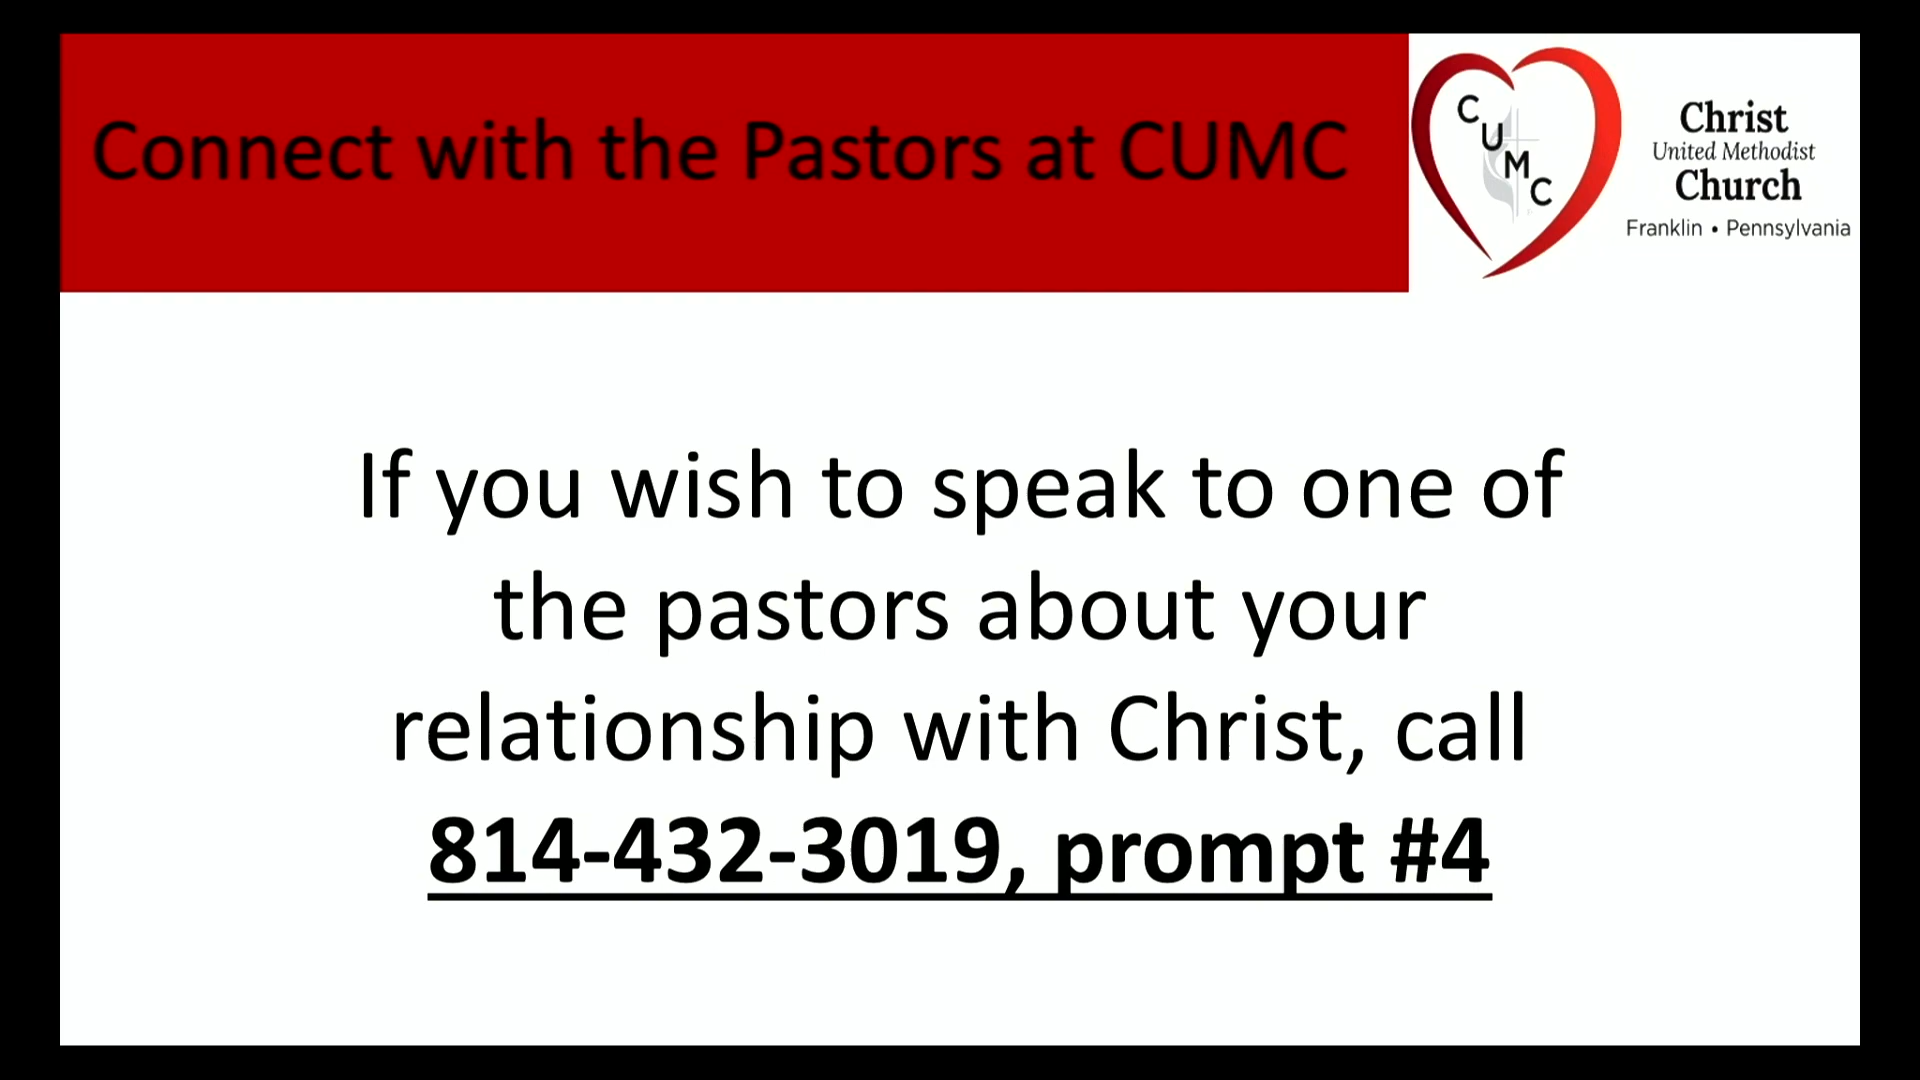 Connect with the Pastors at CUMC
C
U
M
C
Christ
United Methodist
Church
Franklin • Pennsylvania
If you wish to speak to one of
the pastors about your
relationship with Christ, call
814-432-3019, prompt #4